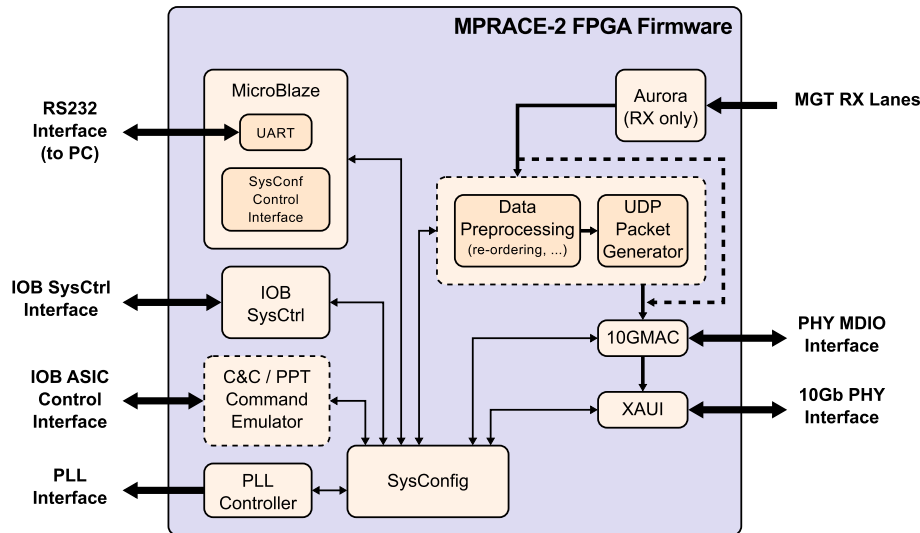 MPRACE-2 FPGA Firmware
RS232
Interface
(to PC)
MicroBlaze
UART
SysConf
Control
Interface
Aurora
(RX only)
MGT RX Lanes
Data
Preprocessing
(re-ordering, ...)
UDP
Packet
Generator
IOB SysCtrl
Interface
IOB
SysCtrl
10GMAC
PHY MDIO
Interface
IOB ASIC
Control
Interface
C&C / PPT
Command
Emulator
XAUI
10Gb PHY
Interface
PLL
Interface
PLL
Controller
SysConfig